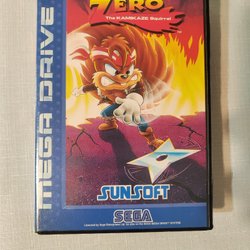 ZERO
The KAMIKAZE Squirrel
MEGA DRIVE
SUNSOFT
SEGA